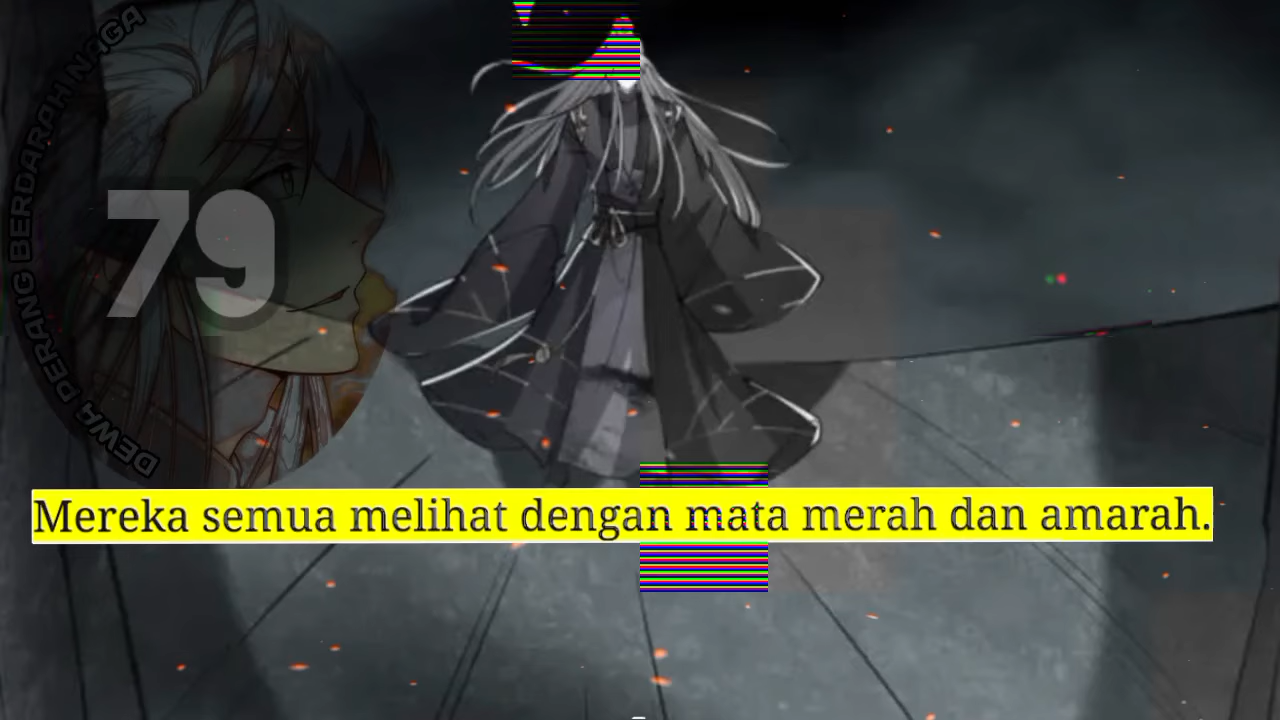 DEWA PERANG BERDARAH NAGA
79
Mereka semua melihat dengan mata merah dan amarah.